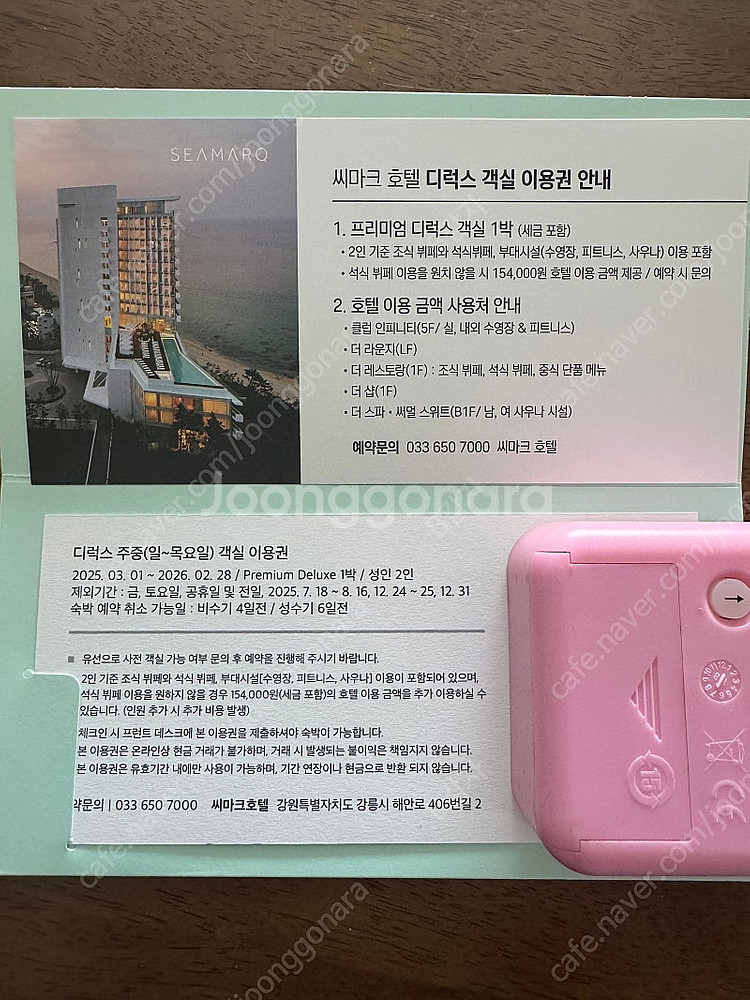 SEAMARQ
씨마크 호텔 디럭스 객실 이용권 안내
1. 프리미엄 디럭스 객실 1박 (세금 포함)
• 2인 기준 조식 뷔페와 석식뷔페, 부대시설(수영장, 피트니스, 사우나) 이용 포함
• 석식 뷔페 이용을 원치 않을 시 154,000원 호텔 이용 금액 제공 / 예약 시 문의
2. 호텔 이용 금액 사용처 안내
• 클럽 인피니티(5F/ 실, 내외 수영장 & 피트니스)
• 더 라운지(LF)
• 더 레스토랑(1F) : 조식 뷔페, 석식 뷔페, 중식 단품 메뉴
• 더 샵(1F)
• 더 스파 • 써멀 스위트(B1F/ 남, 여 사우나 시설)
예약문의 033 650 7000 씨마크 호텔
Joonggonara
디럭스 주중(일~목요일) 객실 이용권
2025. 03. 01 ~ 2026. 02. 28 / Premium Deluxe 1박 / 성인 2인
제외기간 : 금, 토요일, 공휴일 및 전일, 2025. 7. 18 ~ 8. 16, 12. 24 ~ 25, 12. 31
숙박 예약 취소 가능일 : 비수기 4일전 / 성수기 6일전
■ 유선으로 사전 객실 가능 여부 문의 후 예약을 진행해 주시기 바랍니다.
2인 기준 조식 뷔페와 석식 뷔페, 부대시설[수영장, 피트니스, 사우나) 이용이 포함되어 있으며,
석식 뷔페 이용을 원하지 않을 경우 154,000원(세금 포함)의 호텔 이용 금액을 추가 이용하실 수
있습니다. (인원 추가 시 추가 비용 발생)
체크인 시 프런트 데스크에 본 이용권을 제출하셔야 숙박이 가능합니다.
본 이용권은 온라인상 현금 거래가 불가하며, 거래 시 발생되는 불이익은 책임지지 않습니다.
본 이용권은 유효기간 내에만 사용이 가능하며, 기간 연장이나 현금으로 반환 되지 않습니다.
약문의 | 033 650 7000 씨마크호텔 강원특별자치도 강릉시 해안로 406번길 2
15
CE
cafe.naver.com/joonggonara